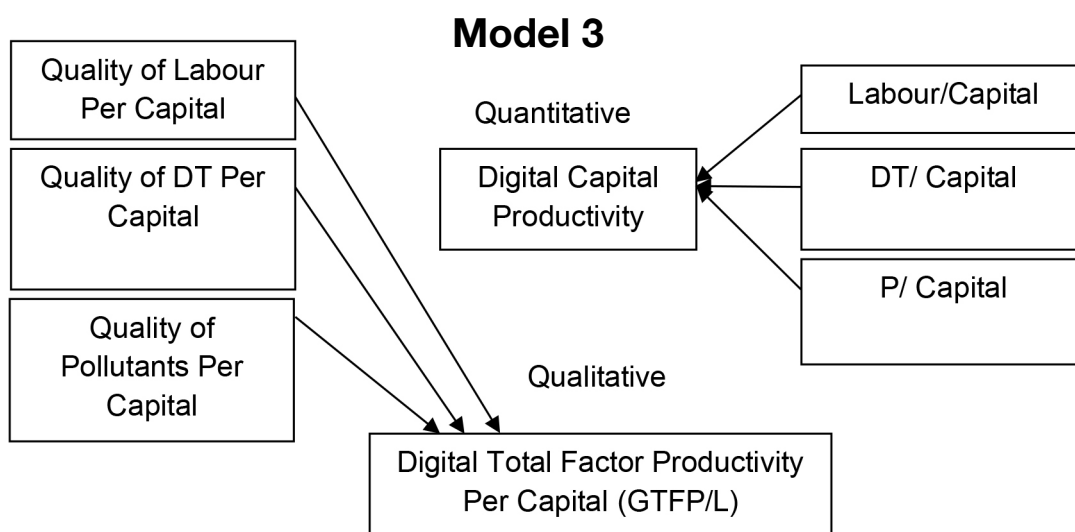 Model 3
Quality of Labour
Per Capital
Quality of DT Per
Capital
Quality of
Pollutants Per
Capital
Quantitative
Digital Capital
Productivity
Labour/Capital
DT/ Capital
P/ Capital
Qualitative
Digital Total Factor Productivity
Per Capital (GTFP/L)